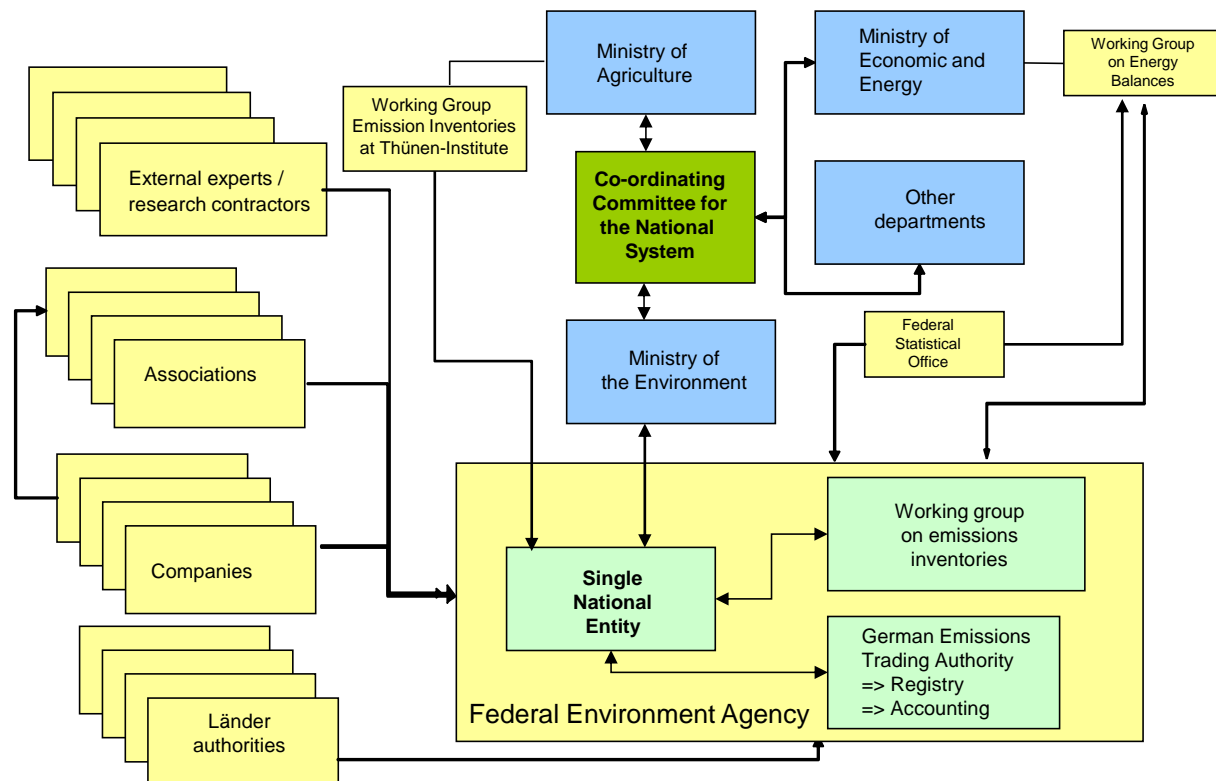 Ministry of
Agriculture
Ministry of
Economic and
Energy
Working Group
on Energy
Balances
Working Group
Emission Inventories
at Thünen-Institute
External experts /
research contractors
Co-ordinating
Committee for
the National
System
Other
departments
Associations
Ministry of
the Environment
Federal
Statistical
Office
Companies
Single
National
Entity
Working group
on emissions
inventories
German Emissions
Trading Authority
=> Registry
=> Accounting
Federal Environment Agency
Länder
authorities